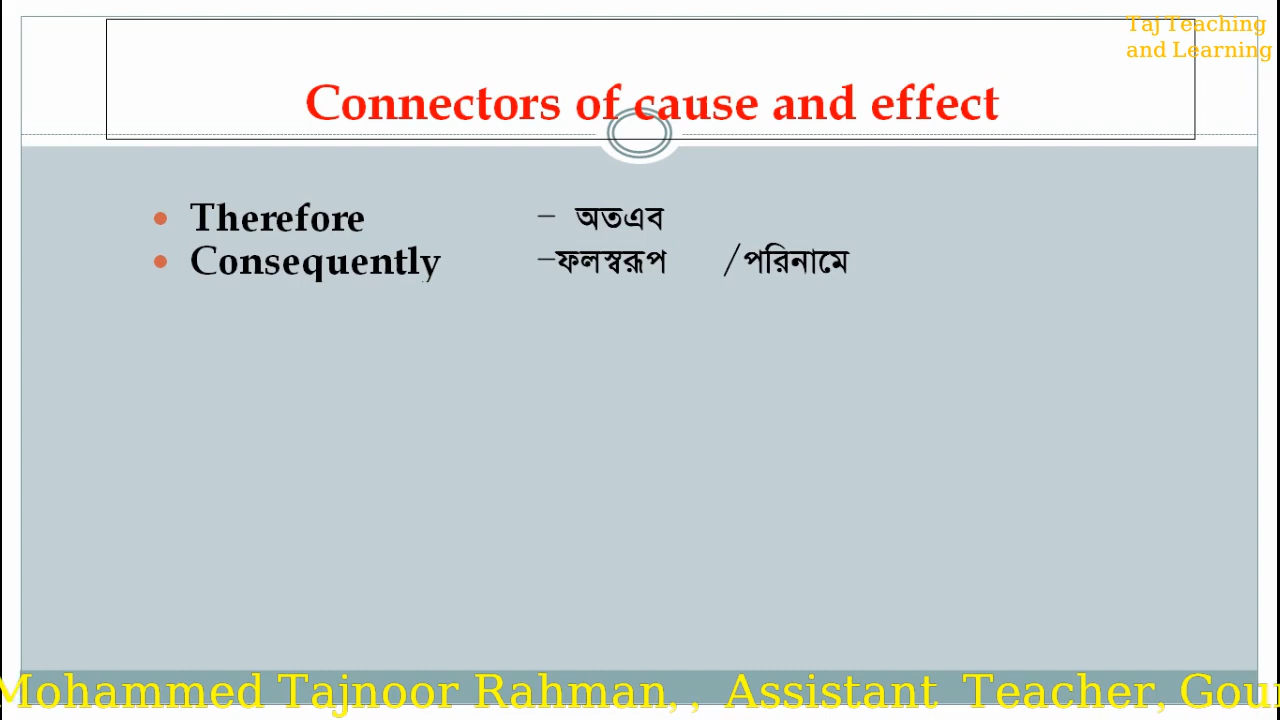 Taj Teaching
and Learning
Connectors of cause and effect
• Therefore – অতএব
• Consequently –ফলস্বরূপ /পরিনামে
Mohammed Tajnoor Rahman, , Assistant Teacher, Gour